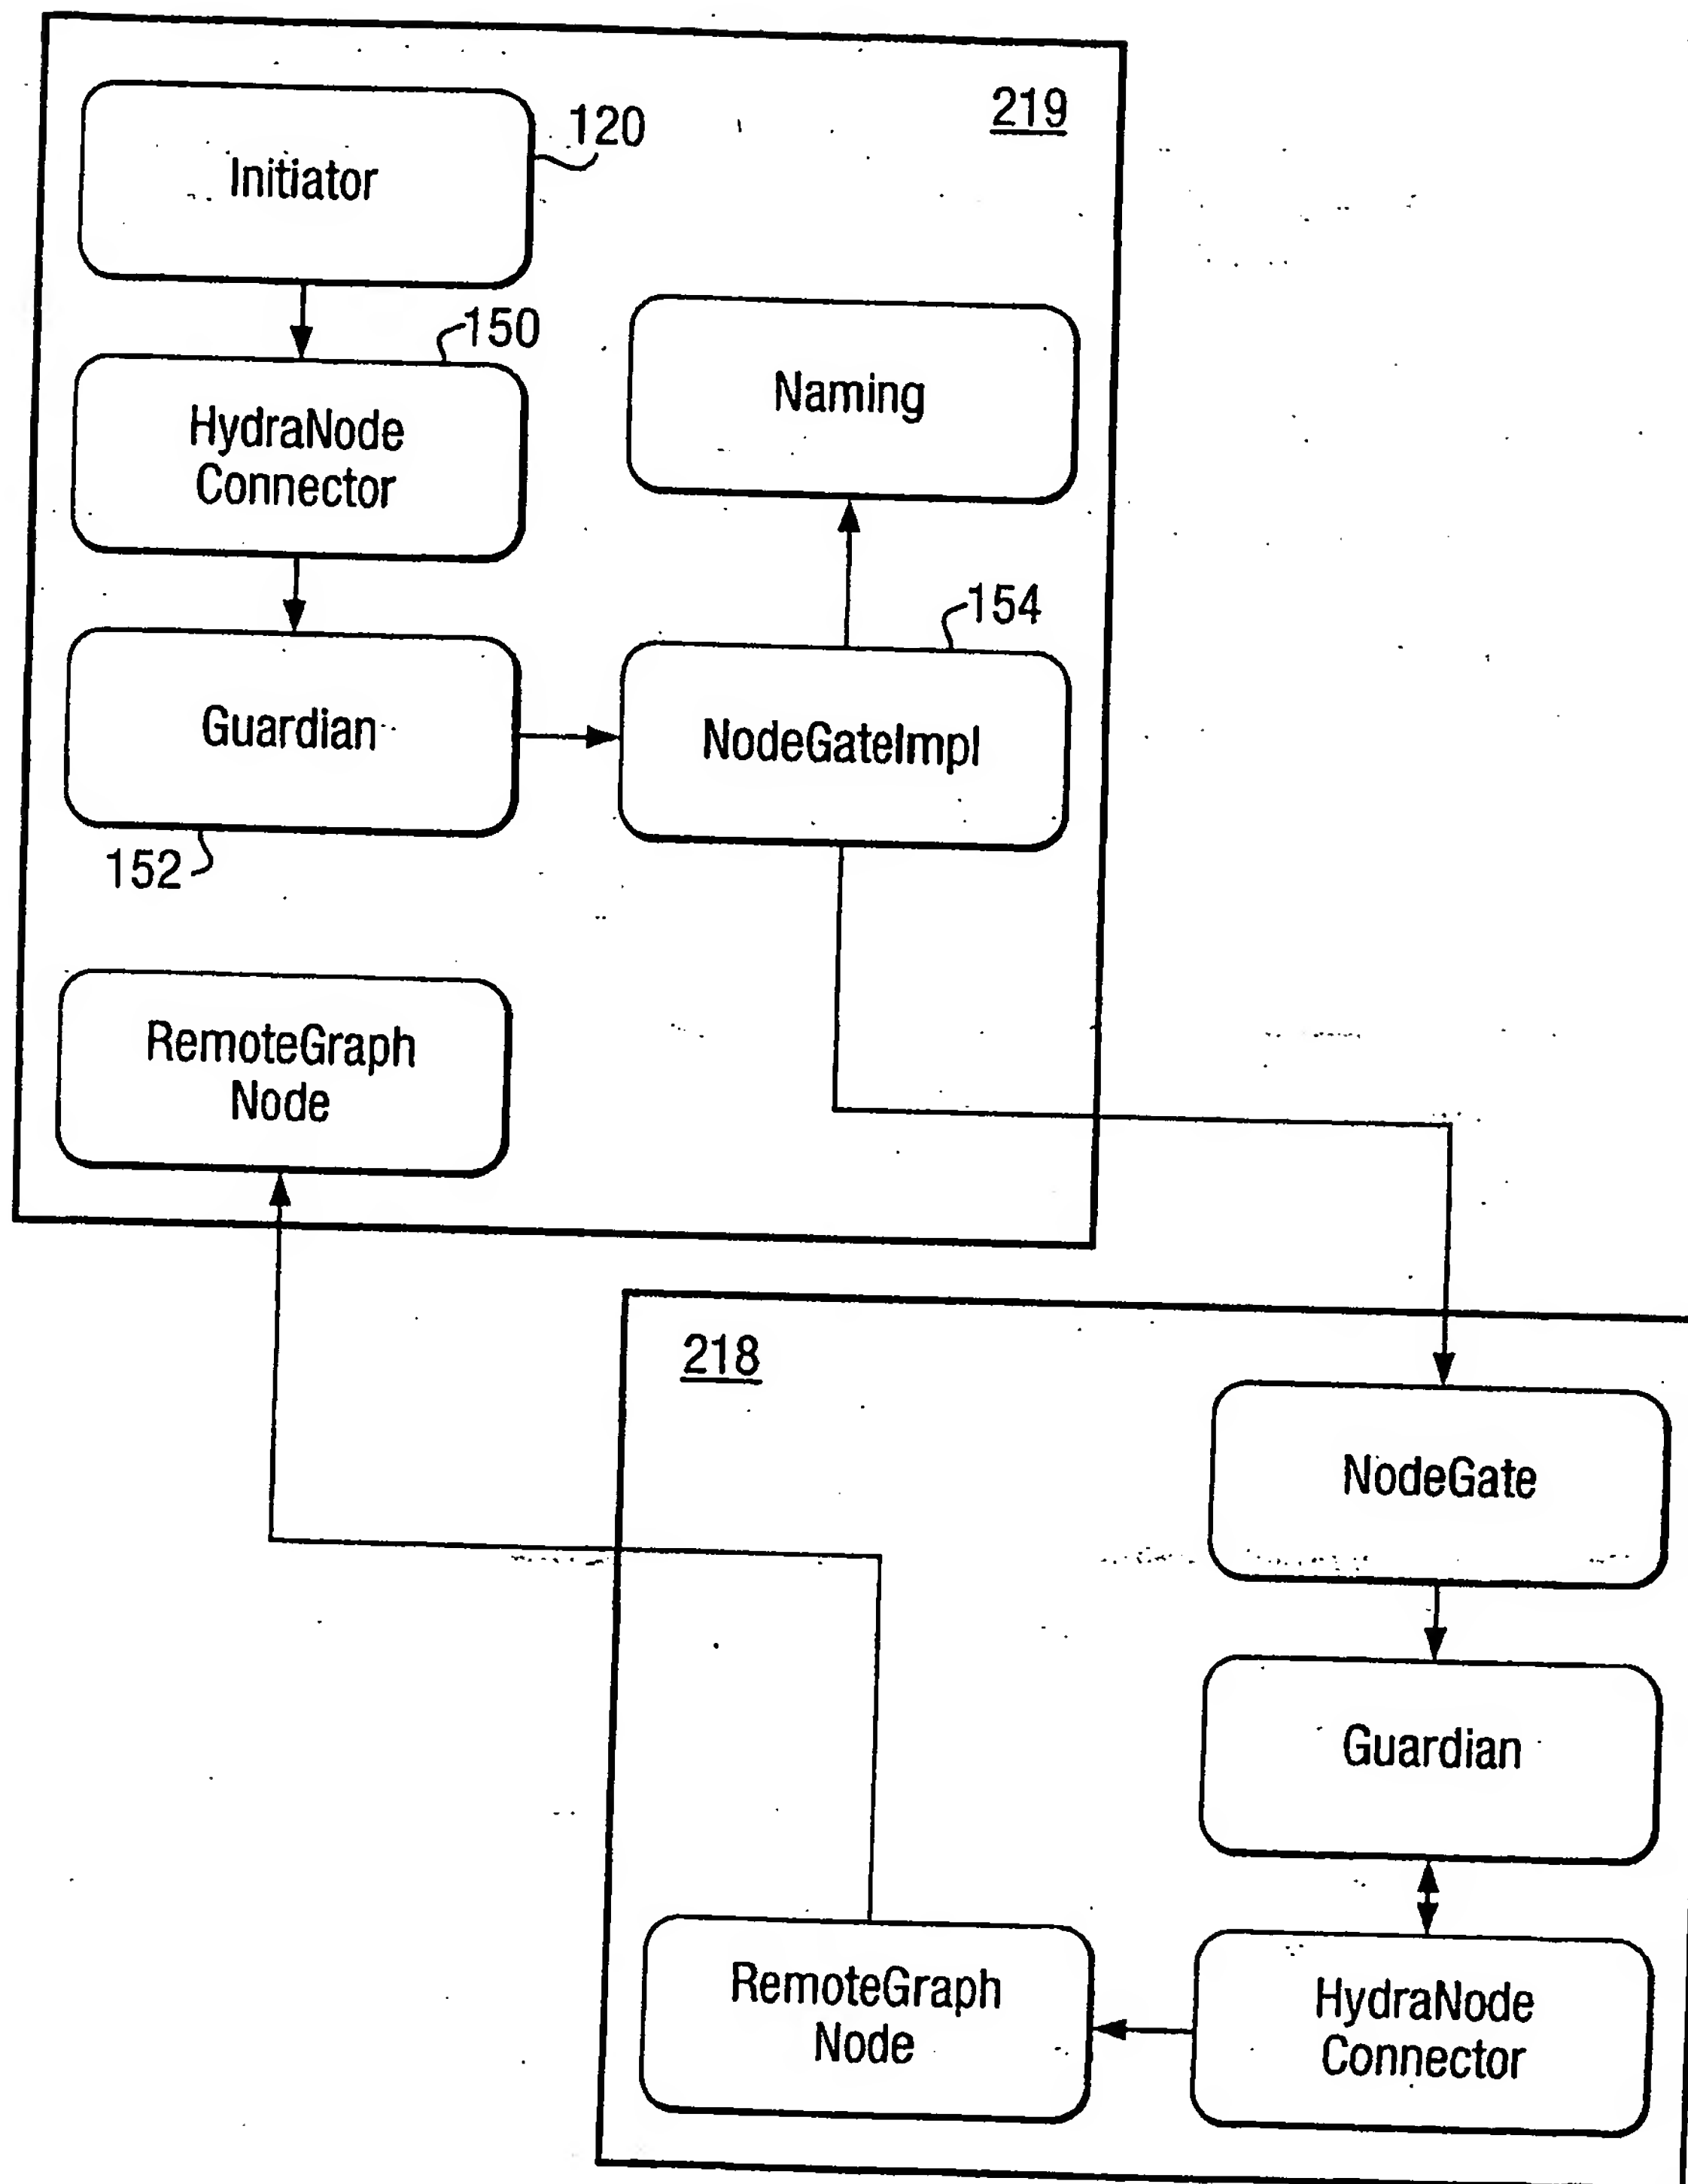 219
120
Initiator
150
HydraNode
Connector
Naming
154
Guardian
NodeGateImpl
152
RemoteGraph
Node
218
NodeGate
Guardian
RemoteGraph
Node
HydraNode
Connector